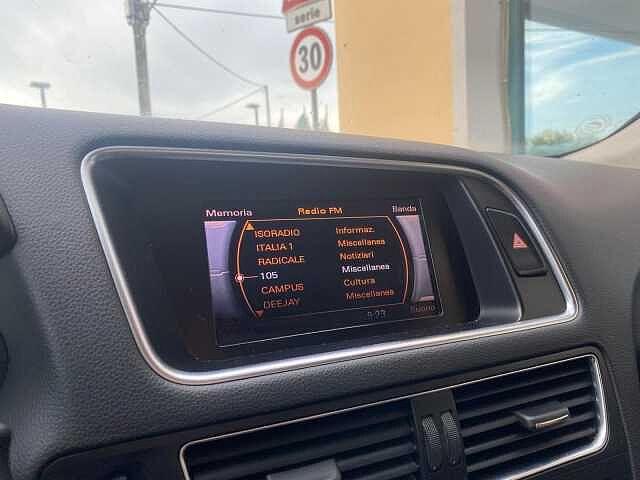 serie
30
Memoria Radio FM Banda
ISORADIO Informaz.
ITALIA 1 Miscellanea
RADICALE Notiziari
105 Miscellanea
CAMPUS Cultura
DEEJAY Miscellanea
Suono